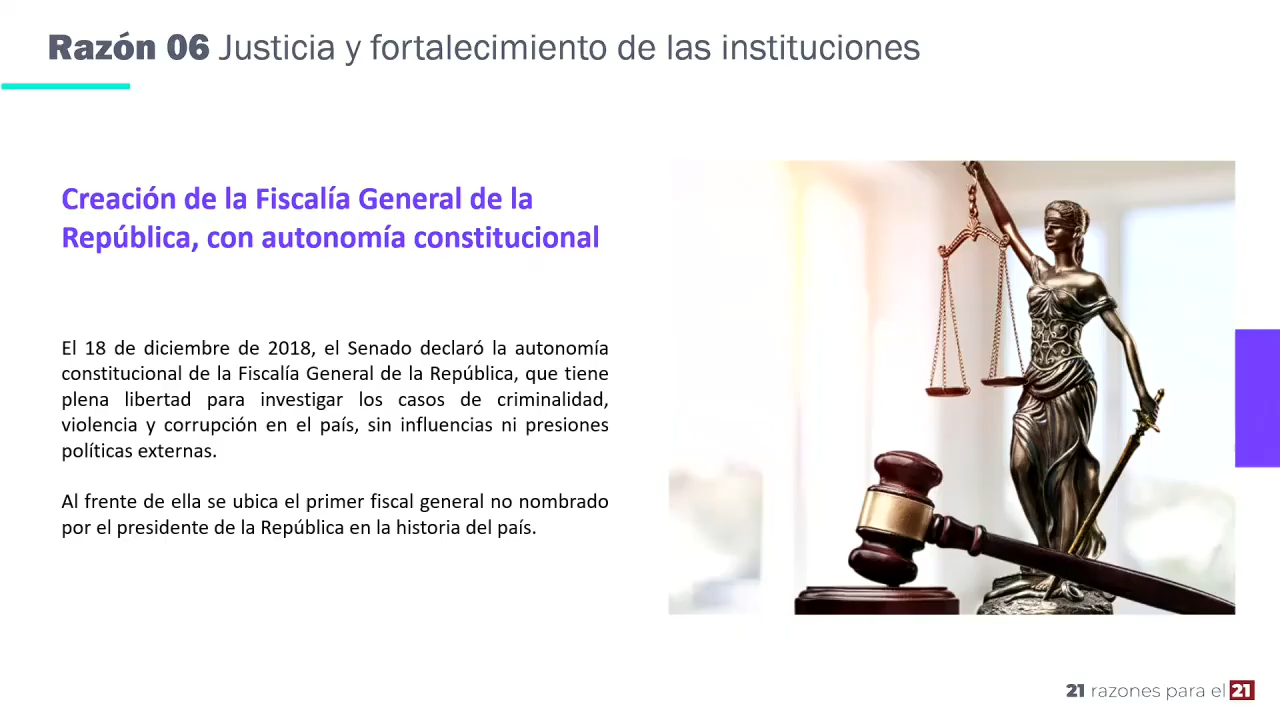 Razón 06 Justicia y fortalecimiento de las instituciones
Creación de la Fiscalía General de la
República, con autonomía constitucional
El 18 de diciembre de 2018, el Senado declaró la autonomía
constitucional de la Fiscalía General de la República, que tiene
plena libertad para investigar los casos de criminalidad,
violencia y corrupción en el país, sin influencias ni presiones
políticas externas.
Al frente de ella se ubica el primer fiscal general no nombrado
por el presidente de la República en la historia del país.
21 razones para el 21